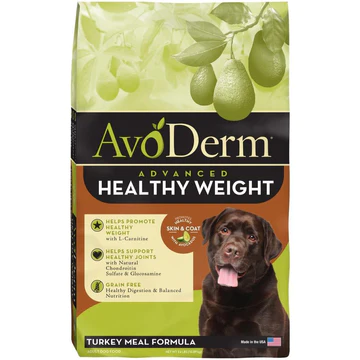 AvoDerm®
ADVANCED
HEALTHY WEIGHT
HELPS PROMOTE
HEALTHY
WEIGHT
with L-Carnitine
HEALTHY
SKIN & COAT
HELPS SUPPORT
HEALTHY JOINTS
with Natural
Chondroitin
Sulfate & Glucosamine
GRAIN FREE
Healthy Digestion & Balanced
Nutrition
TURKEY MEAL FORMULA
Made in the USA